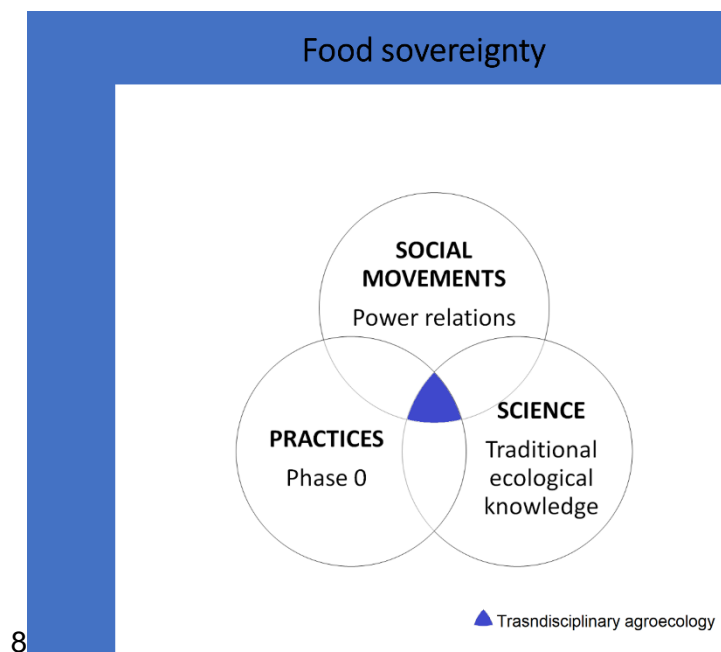 Food sovereignty
SOCIAL
MOVEMENTS
Power relations
PRACTICES
Phase 0
SCIENCE
Traditional
ecological
knowledge
Trasndisciplinary agroecology
8